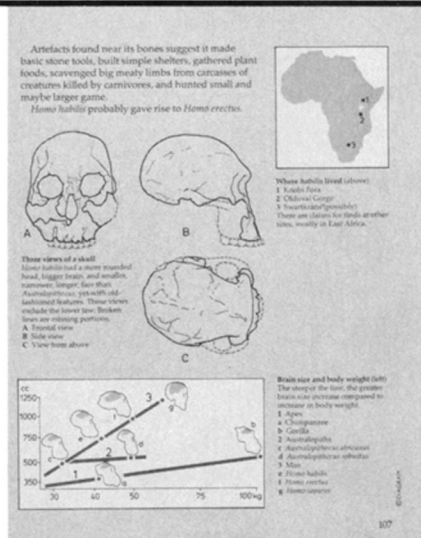 Artefacts found near its bones suggest it made
basic stone tools, built simple shelters, gathered plant
foods, scavenged big meaty limbs from carcasses of
creatures killed by carnivores, and hunted small and
maybe larger game.
Homo habilis probably gave rise to Homo erectus.
1
2
3
Where habilis lived (above)
1 Koobi Fora
2 Olduvai Gorge
3 Swartkrans (possibly)
There are claims for finds at other
sites, mostly in East Africa.
A
B
C
Three views of a skull
Homo habilis had a more rounded
head, bigger brain, and smaller,
narrower, longer, face than
Australopithecus, yet with old-
fashioned features. These views
exclude the lower jaw. Broken
lines are missing portions.
A Frontal view
B Side view
C View from above
cc
1250
1000
750
500
350
30
40
50
75
100 kg
1
2
3
a
b
c
d
e
f
g
Brain size and body weight (left)
The steeper the line, the greater
brain size increase compared to
increase in body weight.
1 Apes
a Chimpanzee
b Gorilla
2 Australopiths
c Australopithecus africanus
d Australopithecus robustus
3 Man
e Homo habilis
f Homo erectus
g Homo sapiens
©DIAGRAM
107